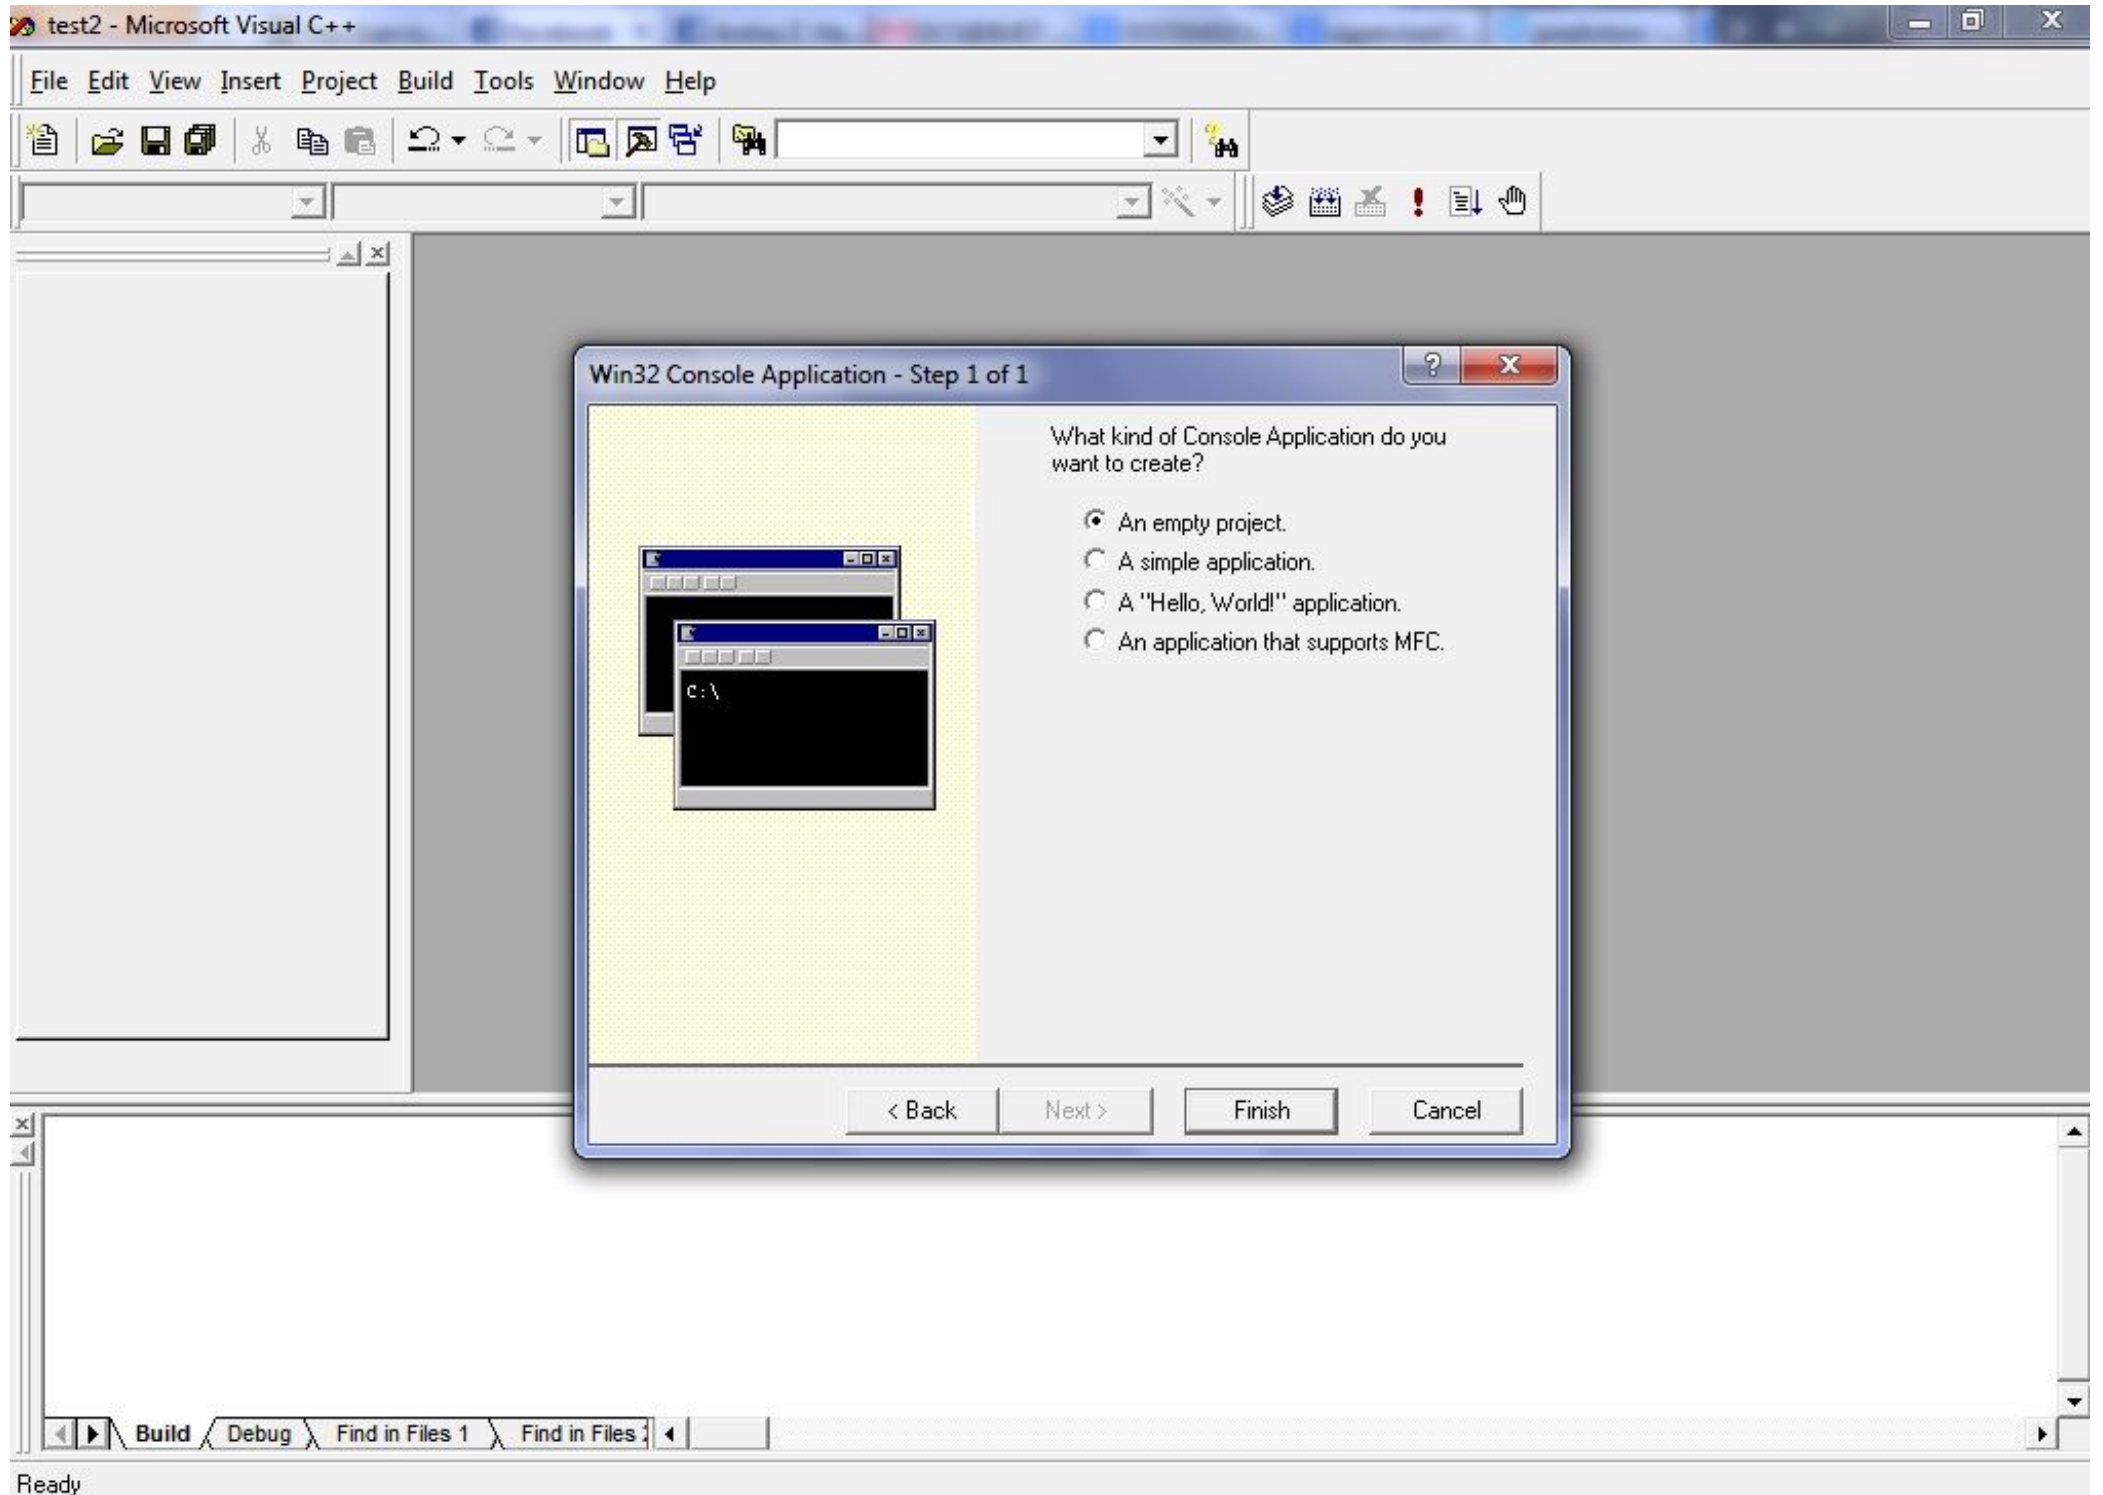 test2 - Microsoft Visual C++
File Edit View Insert Project Build Tools Window Help
Win32 Console Application - Step 1 of 1
What kind of Console Application do you
want to create?
An empty project.
A simple application.
A "Hello, World!" application.
An application that supports MFC.
C:\
< Back Next > Finish Cancel
Build Debug Find in Files 1 Find in Files
Ready